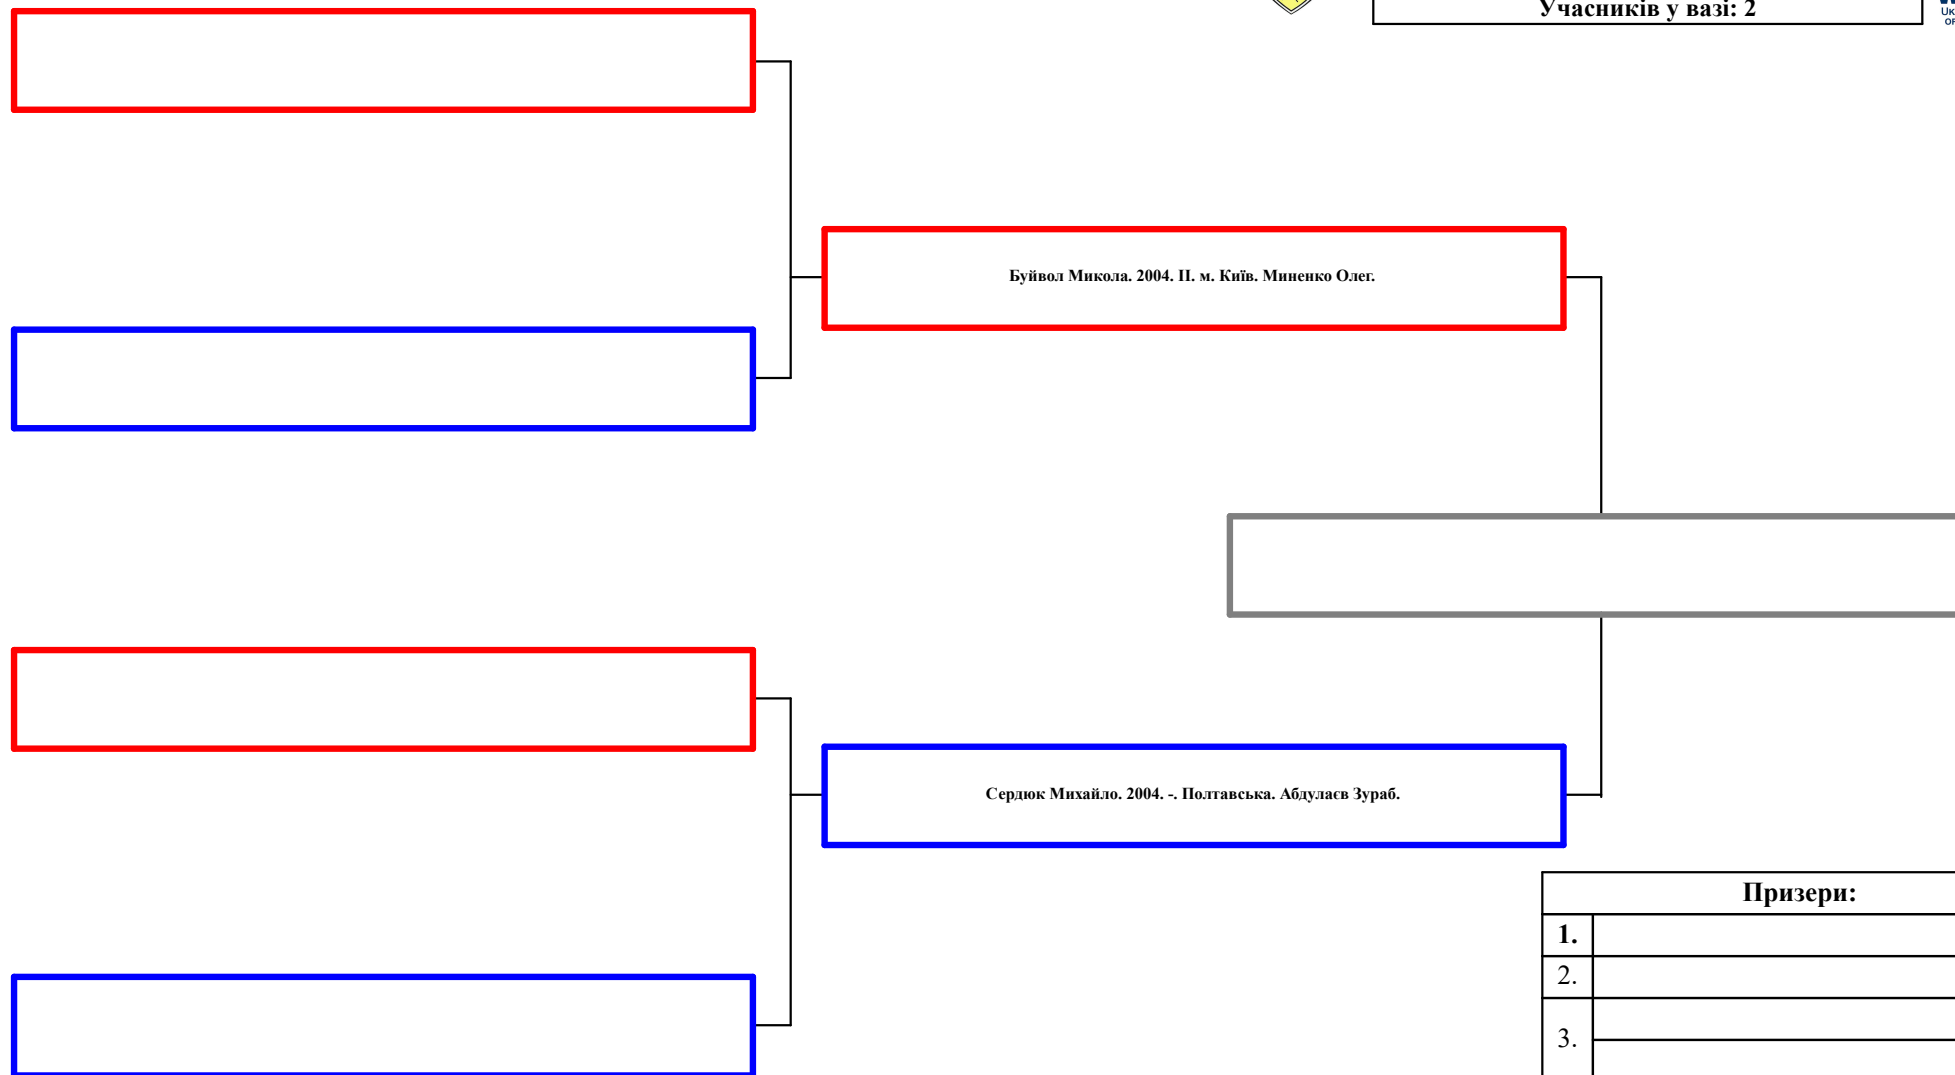 Учасників у вазі: 2
Буйвол Микола. 2004. II. м. Київ. Миненко Олег.
Сердюк Михайло. 2004. -. Полтавська. Абдулаєв Зураб.
Призери:
1.
2.
3.